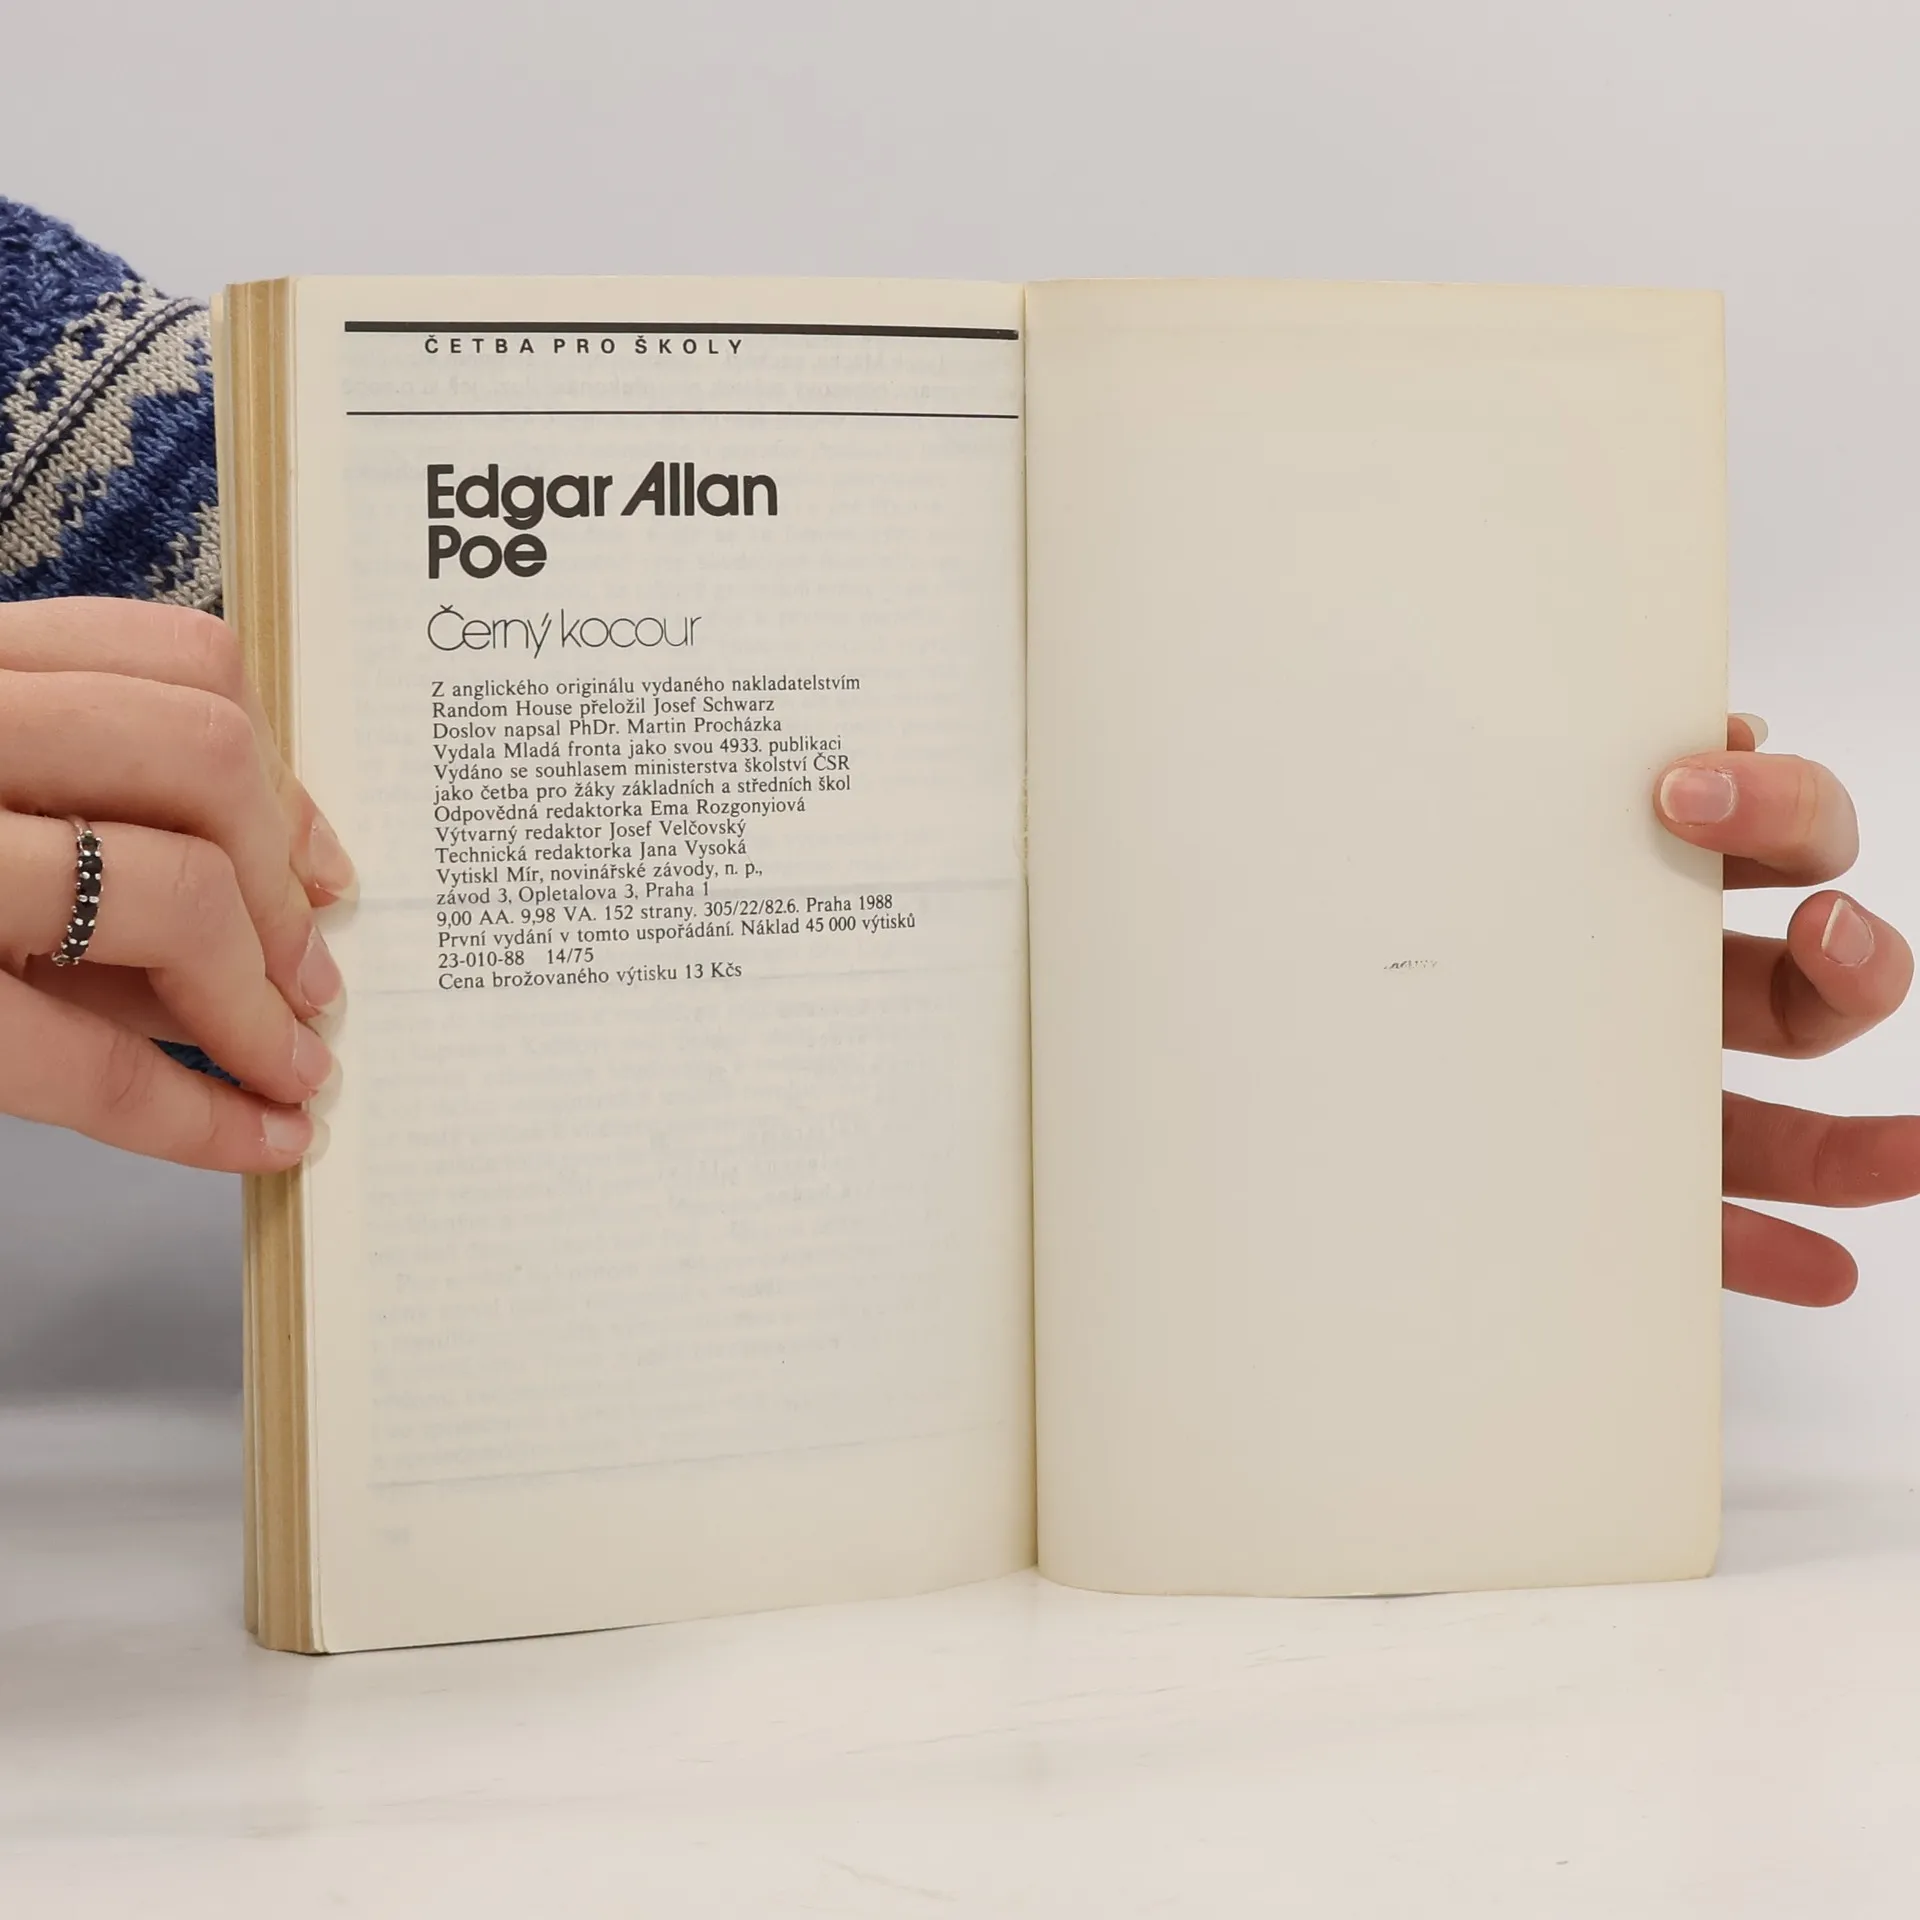 ČETBA PRO ŠKOLY
Edgar Allan
Poe
Černý kocour
Z anglického originálu vydaného nakladatelstvím
Random House přeložil Josef Schwarz
Doslov napsal PhDr. Martin Procházka
Vydala Mladá fronta jako svou 4933. publikaci
Vydáno se souhlasem ministerstva školství ČSR
jako četba pro žáky základních a středních škol
Odpovědná redaktorka Ema Rozgonyiová
Výtvarný redaktor Josef Velčovský
Technická redaktorka Jana Vysoká
Vytiskl Mír, novinářské závody, n. p.,
závod 3, Opletalova 3, Praha 1
9,00 AA. 9,98 VA. 152 strany. 305/22/82.6. Praha 1988
První vydání v tomto uspořádání. Náklad 45 000 výtisků
23-010-88 14/75
Cena brožovaného výtisku 13 Kčs